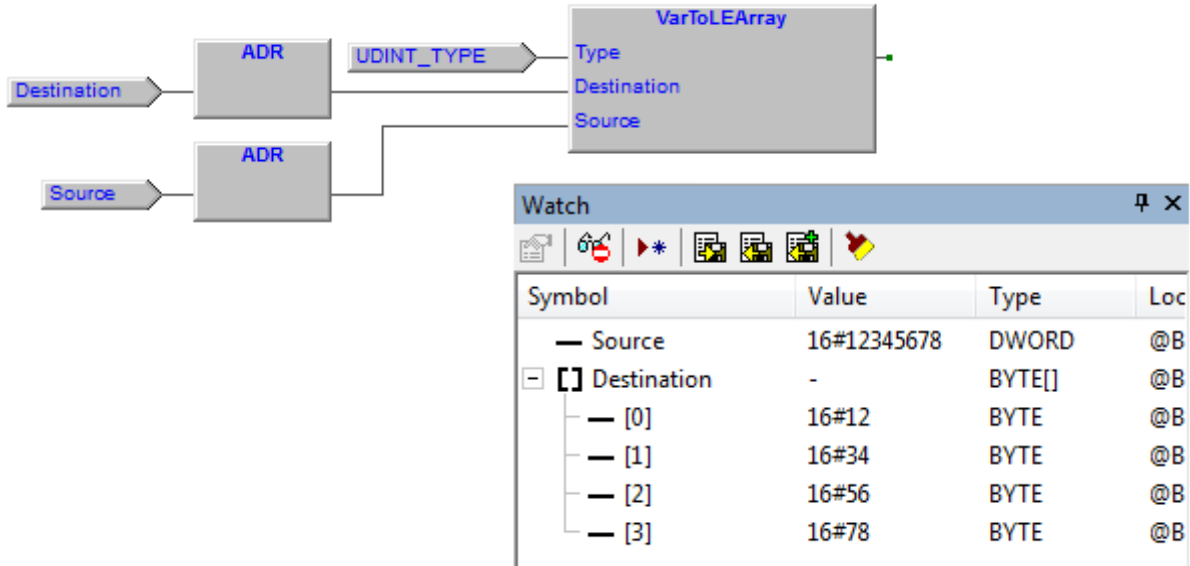 VarToLEArray
ADR
UDINT_TYPE
Type
Destination
Destination
Source
ADR
Source
Watch
Symbol Value Type Loc
Source 16#12345678 DWORD @B
[] Destination - BYTE[] @B
[0] 16#12 BYTE @B
[1] 16#34 BYTE @B
[2] 16#56 BYTE @B
[3] 16#78 BYTE @B